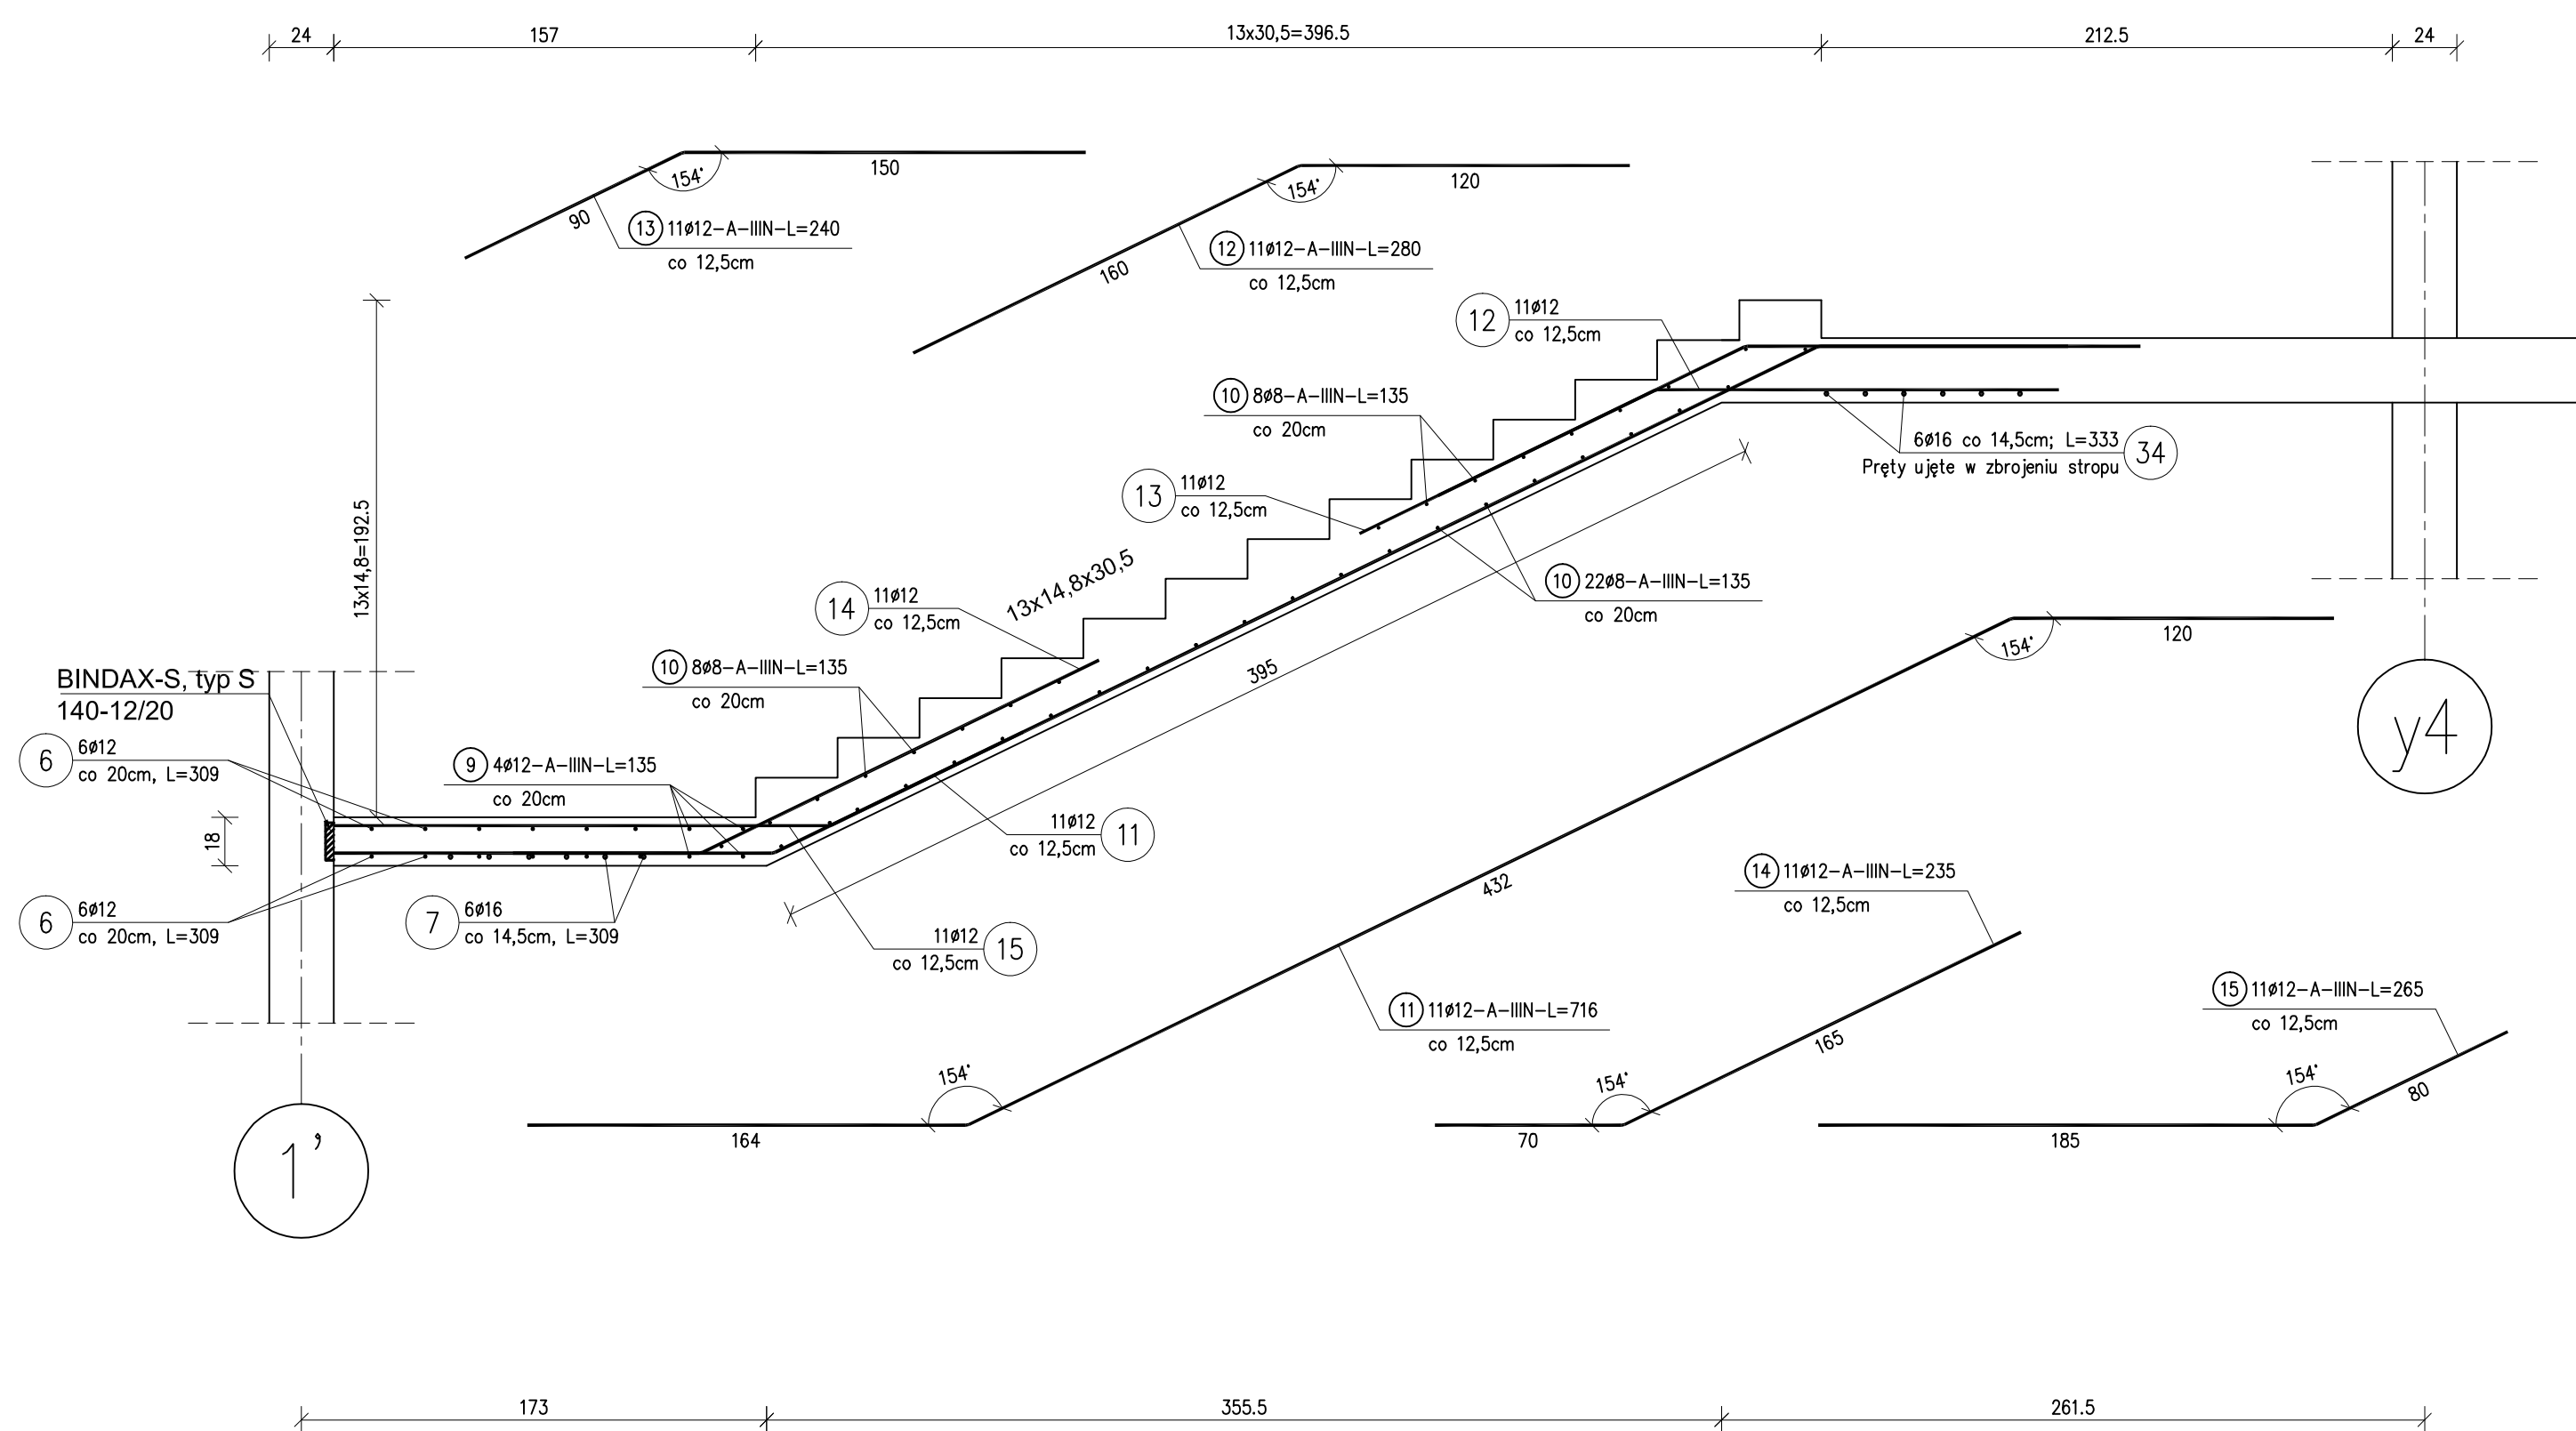 24
157
13x30,5=396.5
212.5
24
154°
150
90
13 11ø12-A-IIIN-L=240
co 12,5cm
154°
120
160
12 11ø12-A-IIIN-L=280
co 12,5cm
12 11ø12
co 12,5cm
10 8ø8-A-IIIN-L=135
co 20cm
6ø16 co 14,5cm; L=333
Pręty ujęte w zbrojeniu stropu
34
13 11ø12
co 12,5cm
13x14,8=192.5
13x14,8x30,5
14 11ø12
co 12,5cm
10 22ø8-A-IIIN-L=135
co 20cm
395
154°
120
10 8ø8-A-IIIN-L=135
co 20cm
BINDAX-S, typ S
140-12/20
y4
6 6ø12
co 20cm, L=309
9 4ø12-A-IIIN-L=135
co 20cm
18
11ø12 11
co 12,5cm
432
14 11ø12-A-IIIN-L=235
co 12,5cm
6 6ø12
co 20cm, L=309
7 6ø16
co 14,5cm, L=309
11ø12 15
co 12,5cm
11 11ø12-A-IIIN-L=716
co 12,5cm
15 11ø12-A-IIIN-L=265
co 12,5cm
165
154°
154°
154°
80
164
70
185
1'
173
355.5
261.5